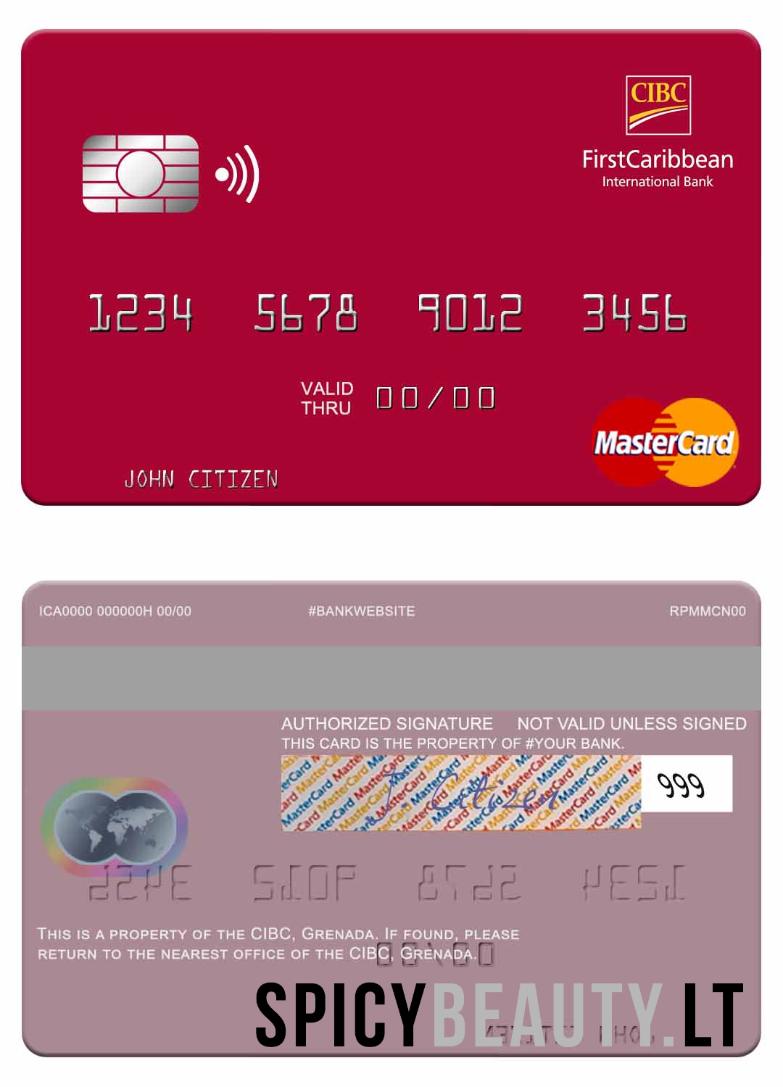 CIBC
FirstCaribbean
International Bank
1234 5678 9012 3456
VALID
THRU 00/00
MasterCard
JOHN CITIZEN
ICA0000 000000H 00/00 #BANKWEBSITE RPMMCN00
AUTHORIZED SIGNATURE NOT VALID UNLESS SIGNED
THIS CARD IS THE PROPERTY OF #YOUR BANK.
J Citizen 999
THIS IS A PROPERTY OF THE CIBC, GRENADA. IF FOUND, PLEASE
RETURN TO THE NEAREST OFFICE OF THE CIBC, GRENADA.
SPICYBEAUTY.LT